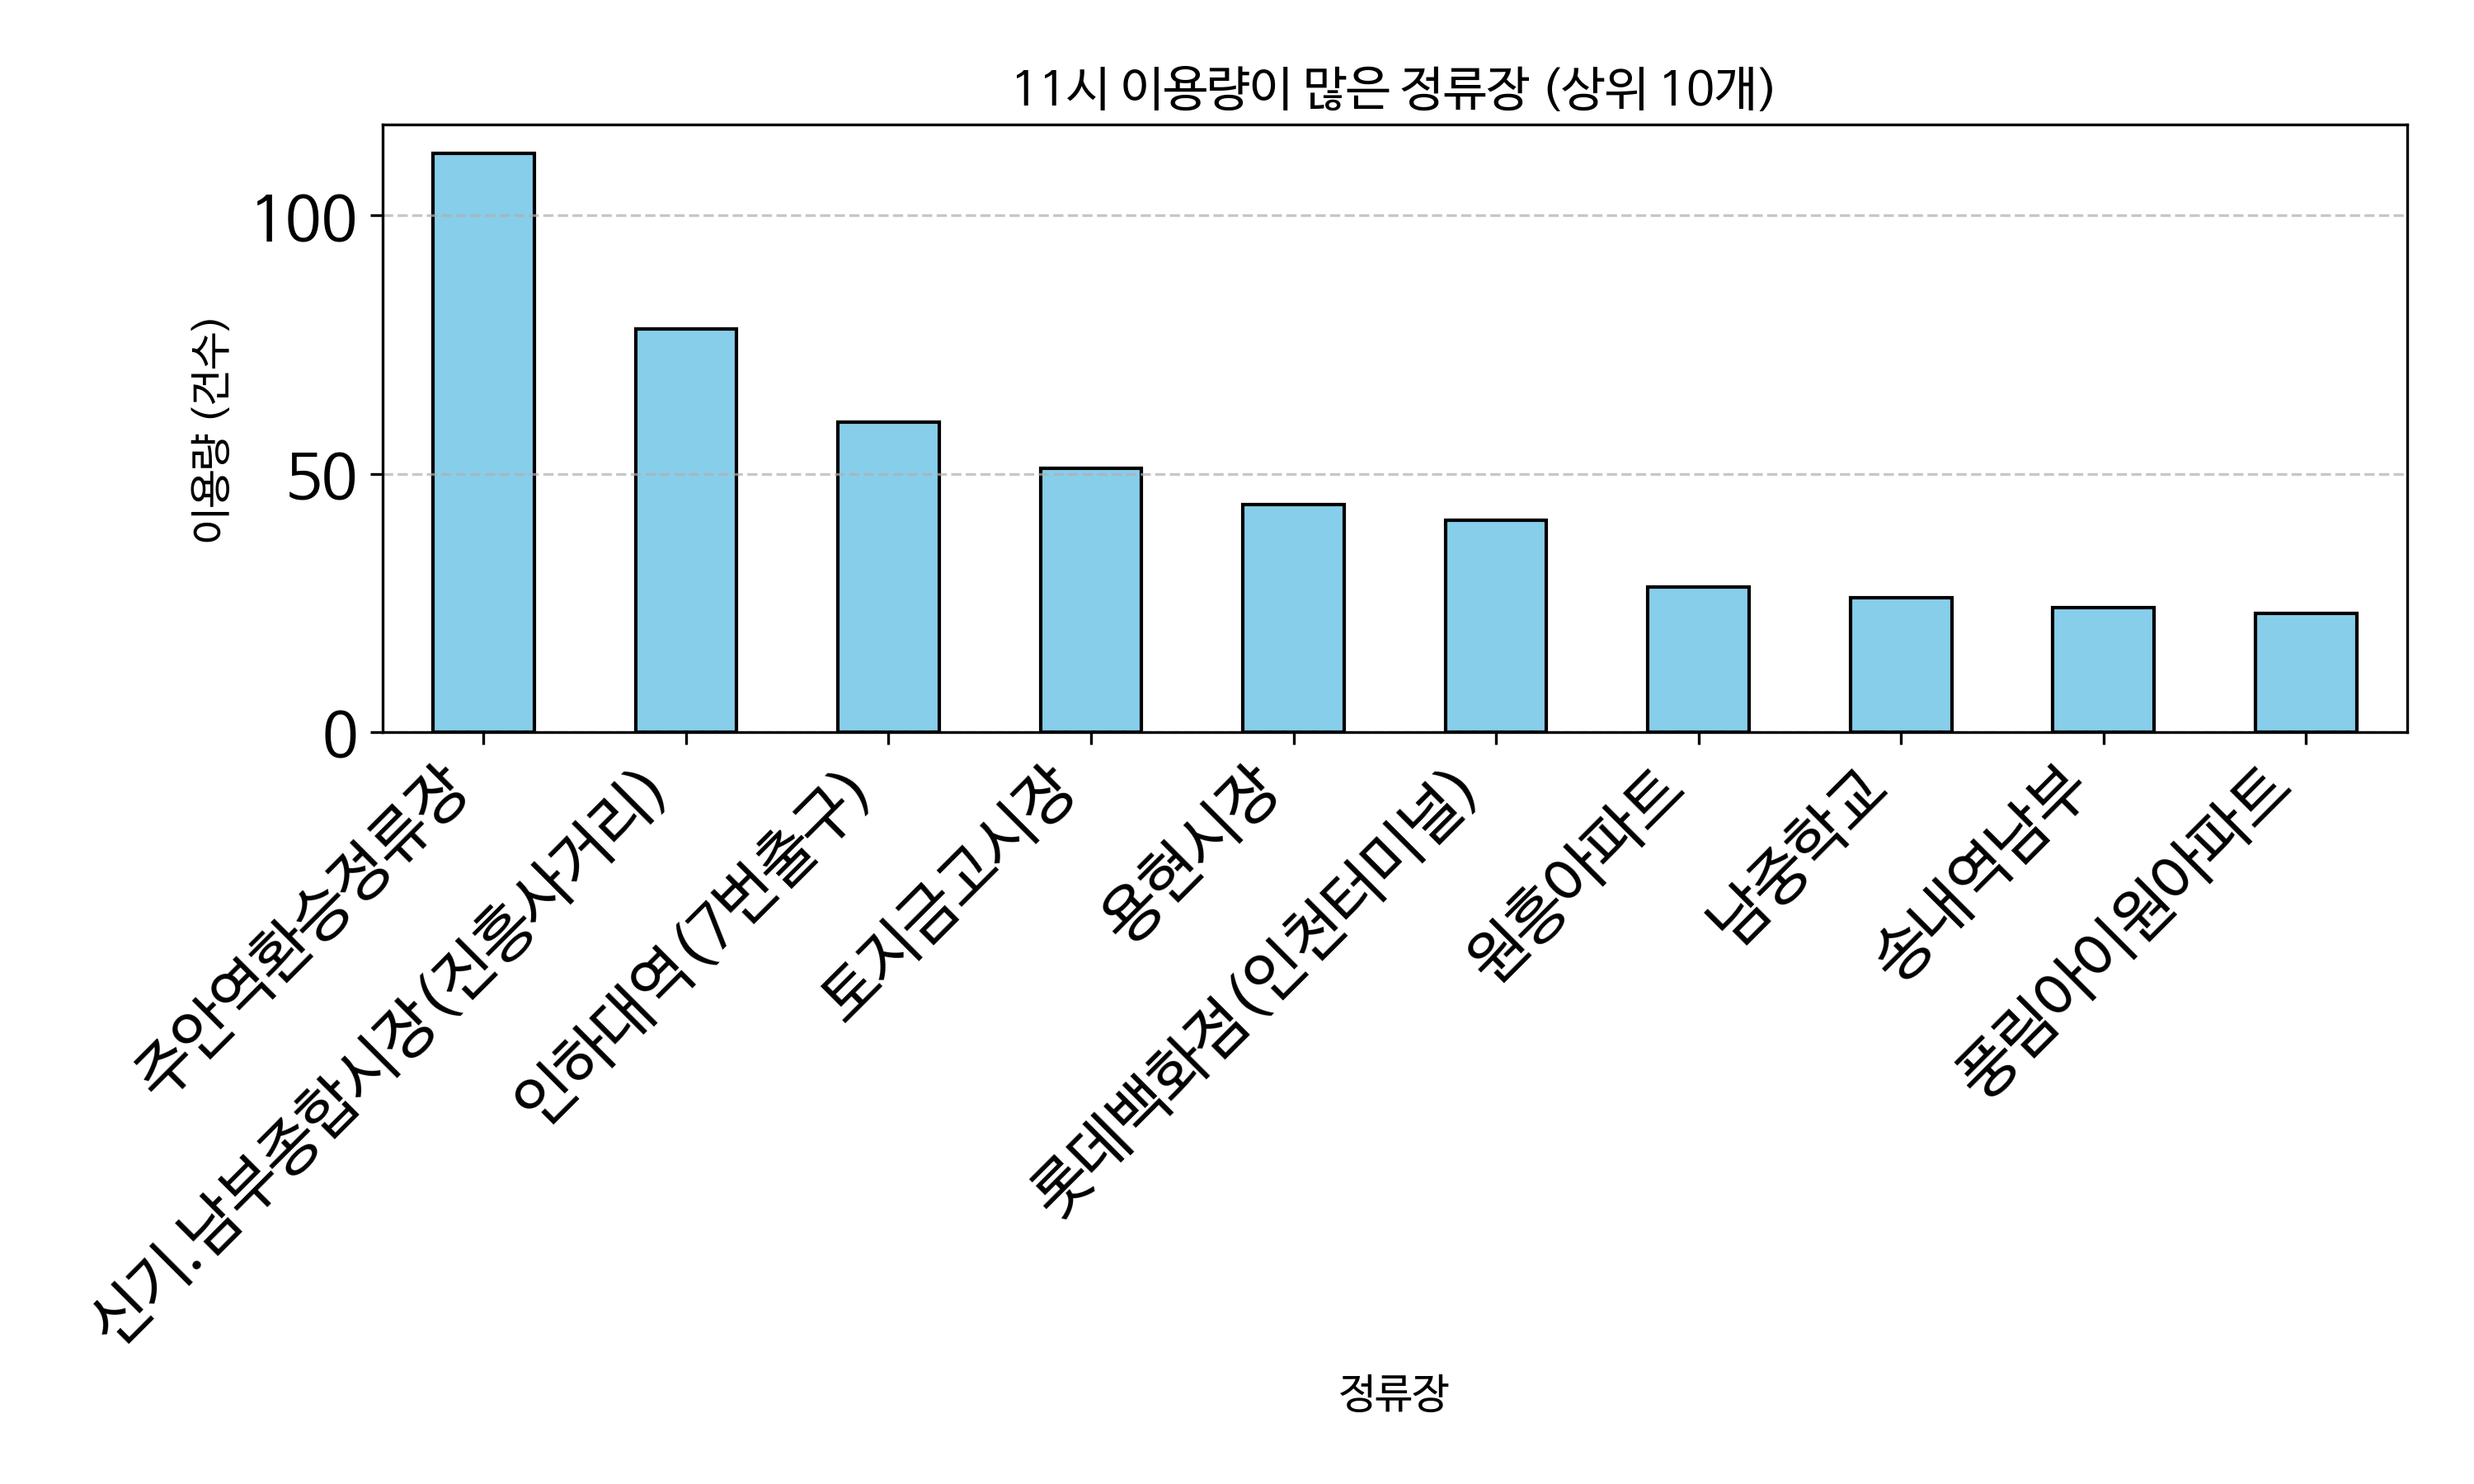 11시 이용량이 많은 정류장 (상위 10개)
이용량 (건수)
100
50
0
주안역환승정류장
신기.남부종합시장(진흥사거리)
인하대역 (7번출구)
토지금고시장
용현시장
롯데백화점(인천터미널)
원흥아파트
남중학교
송내역남부
풍림아이원아파트
정류장